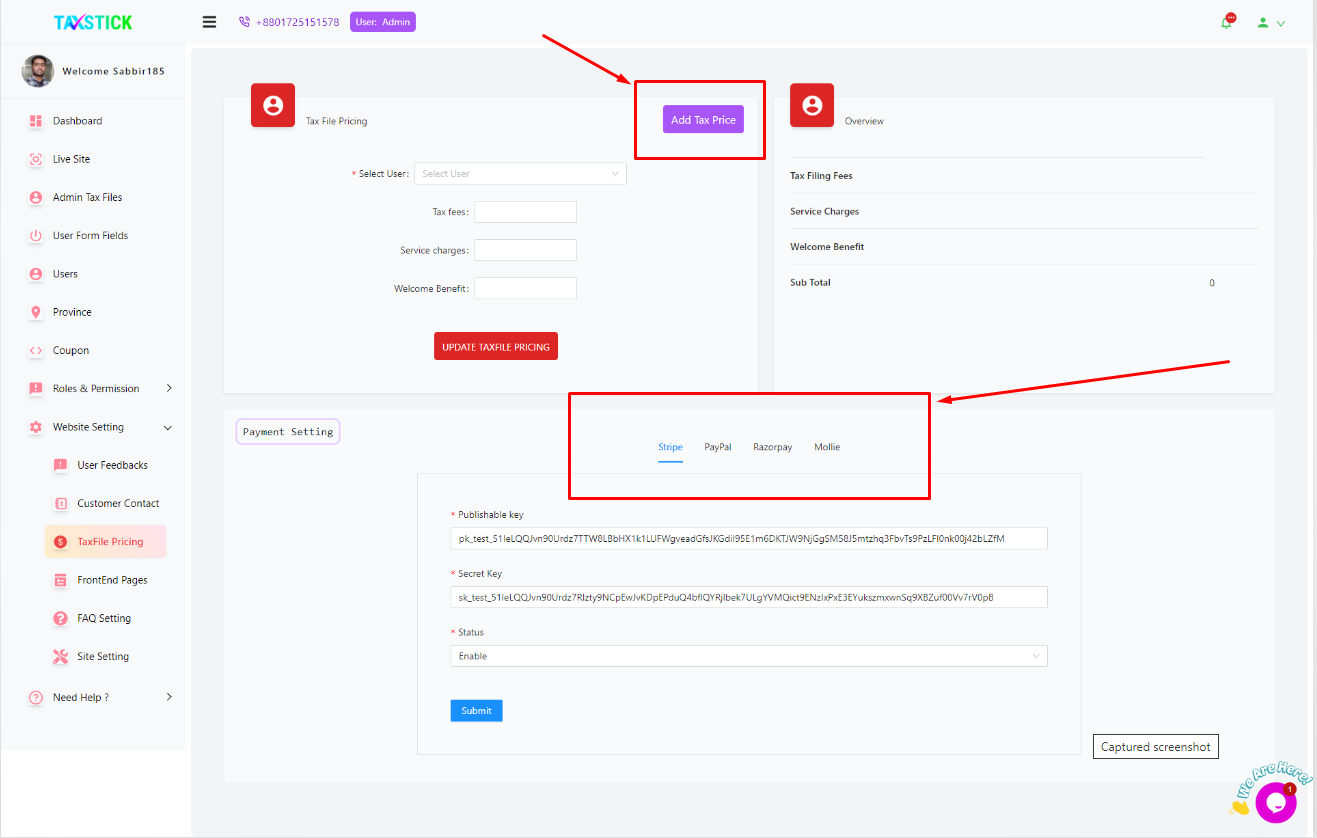 TAXSTICK
+8801725151578
User: Admin
Welcome Sabbir185
Dashboard
Live Site
Admin Tax Files
User Form Fields
Users
Province
Coupon
Roles & Permission
Website Setting
User Feedbacks
Customer Contact
TaxFile Pricing
FrontEnd Pages
FAQ Setting
Site Setting
Need Help ?
Tax File Pricing
Add Tax Price
* Select User:
Select User
Tax fees:
Service charges:
Welcome Benefit:
UPDATE TAXFILE PRICING
Overview
Tax Filing Fees
Service Charges
Welcome Benefit
Sub Total
0
Payment Setting
Stripe
PayPal
Razorpay
Mollie
* Publishable key
* Secret Key
* Status
Enable
Submit
Captured screenshot
We Are Here!
1